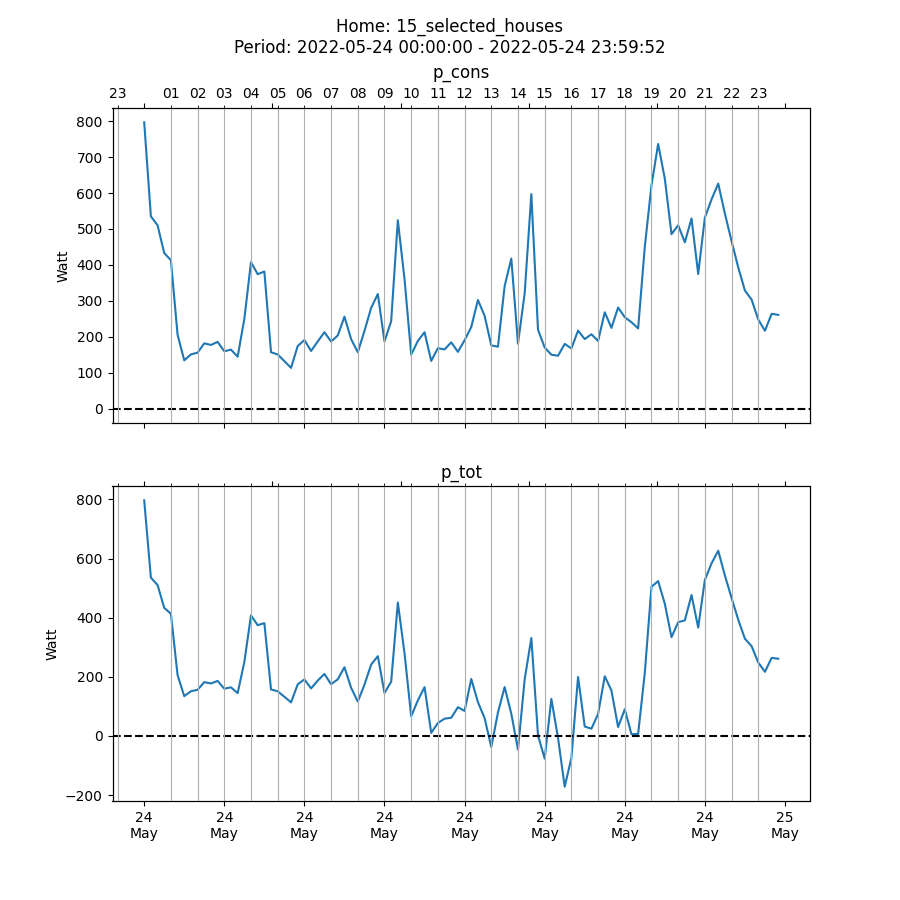 Home: 15_selected_houses
Period: 2022-05-24 00:00:00 - 2022-05-24 23:59:52
p_cons
23 01 02 03 04 05 06 07 08 09 10 11 12 13 14 15 16 17 18 19 20 21 22 23
800
700
600
500
400
300
200
100
0
Watt
p_tot
800
600
400
200
0
−200
Watt
24 24 24 24 24 24 24 24 25
May May May May May May May May May